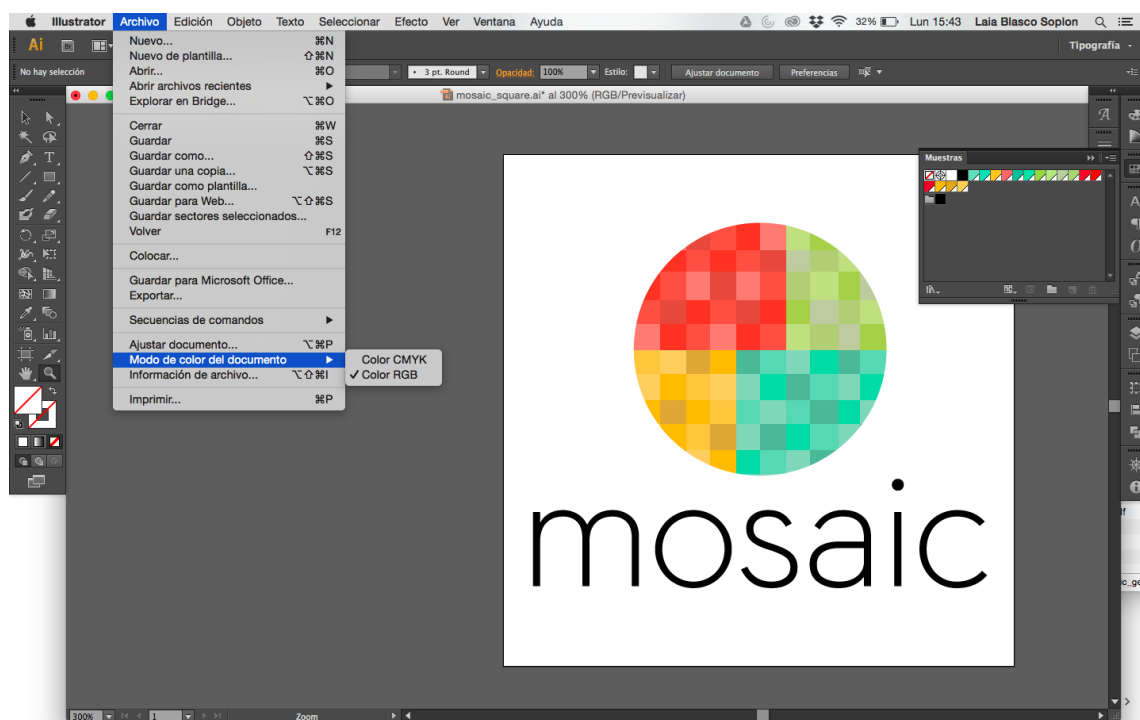 Illustrator Archivo Edición Objeto Texto Seleccionar Efecto Ver Ventana Ayuda 32% Lun 15:43 Laia Blasco Soplon
Ai Br Tipografía
No hay selección 3 pt. Round Opacidad: 100% Estilo: Ajustar documento Preferencias
mosaic_square.ai* al 300% (RGB/Previsualizar)
Nuevo... ⌘N
Nuevo de plantilla... ⇧⌘N
Abrir... ⌘O
Abrir archivos recientes
Explorar en Bridge... ⌥⌘O
Cerrar ⌘W
Guardar ⌘S
Guardar como... ⇧⌘S
Guardar una copia... ⌥⌘S
Guardar como plantilla...
Guardar para Web... ⌥⇧⌘S
Guardar sectores seleccionados...
Volver F12
Colocar...
Guardar para Microsoft Office...
Exportar...
Secuencias de comandos
Ajustar documento... ⌥⌘P
Modo de color del documento
Color CMYK
✓ Color RGB
Información de archivo... ⌥⇧⌘I
Imprimir... ⌘P
Muestras
mosaic
300% 1 Zoom